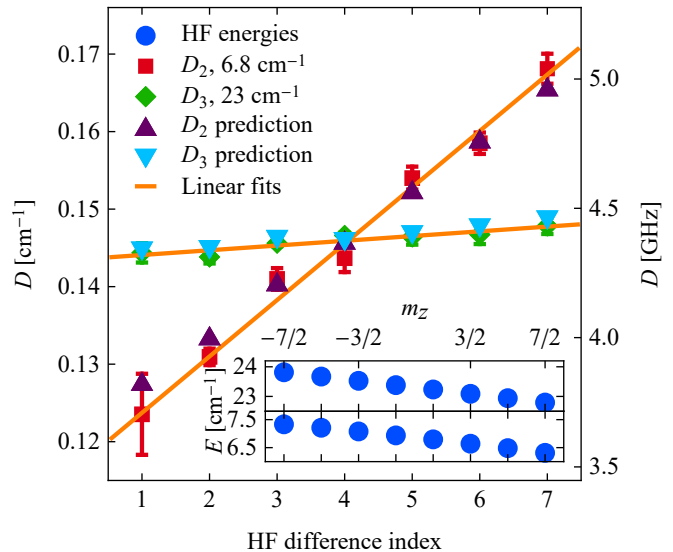 HF energies
D₂, 6.8 cm⁻¹
D₃, 23 cm⁻¹
D₂ prediction
D₃ prediction
Linear fits
0.17
0.16
0.15
0.14
0.13
0.12
D [cm⁻¹]
5.0
4.5
4.0
3.5
D [GHz]
m_Z
−7/2 −3/2 3/2 7/2
24
23
7.5
6.5
E [cm⁻¹]
1 2 3 4 5 6 7
HF difference index